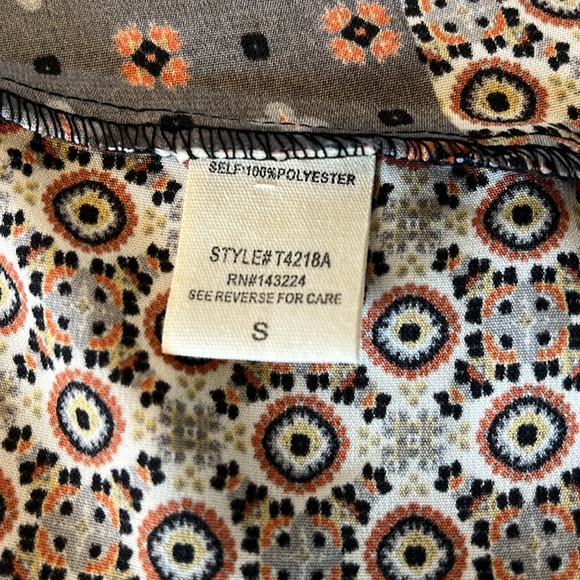 SELF 100%POLYESTER
STYLE# T4218A
RN#143224
SEE REVERSE FOR CARE
S